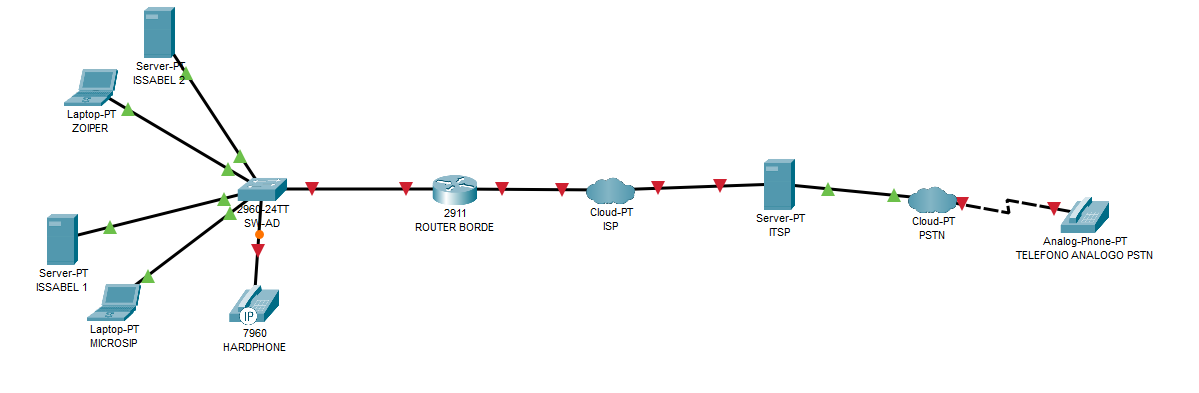 Server-PT
ISSABEL 2
Laptop-PT
ZOIPER
2960-24TT
SW-AD
Server-PT
ISSABEL 1
Laptop-PT
MICROSIP
IP
7960
HARDPHONE
2911
ROUTER BORDE
Cloud-PT
ISP
Server-PT
ITSP
Cloud-PT
PSTN
Analog-Phone-PT
TELEFONO ANALOGO PSTN